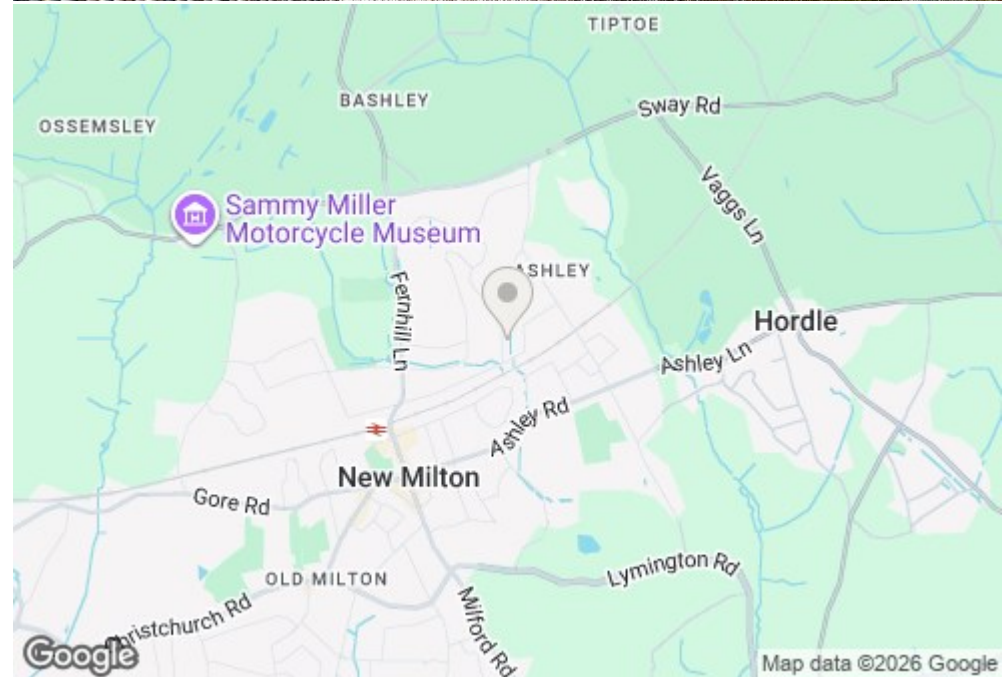 TIPTOE
BASHLEY
Sway Rd
OSSEMSLEY
Vaggs Ln
Sammy Miller
Motorcycle Museum
ASHLEY
Fernhill Ln
Hordle
Ashley Ln
Ashley Rd
New Milton
Gore Rd
Lymington Rd
OLD MILTON
Milford Rd
Christchurch Rd
Google
Map data ©2026 Google